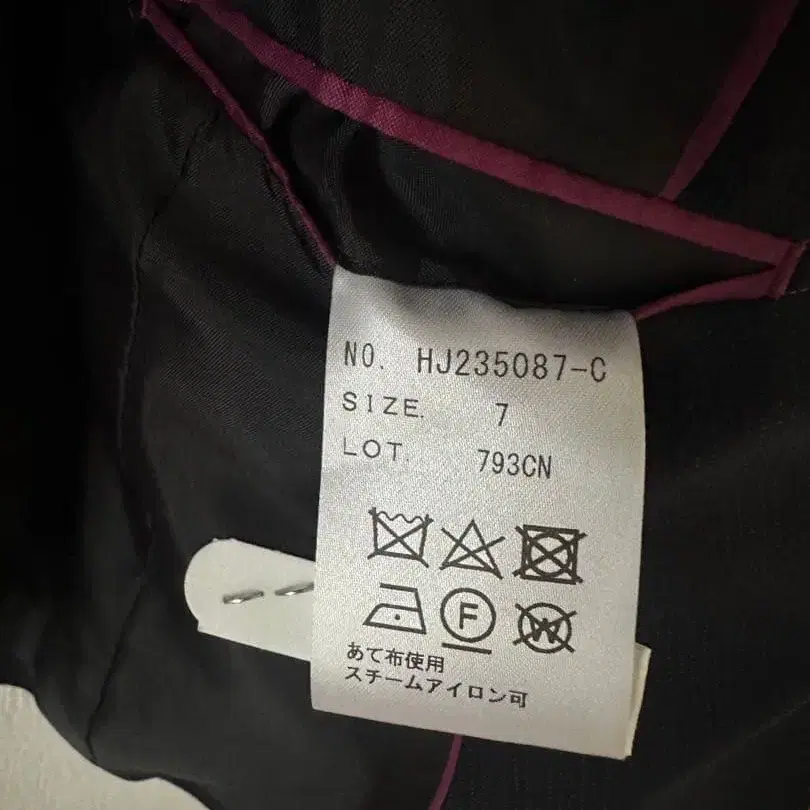 NO. HJ235087-C
SIZE. 7
LOT. 793CN
F W
あて布使用
スチームアイロン可